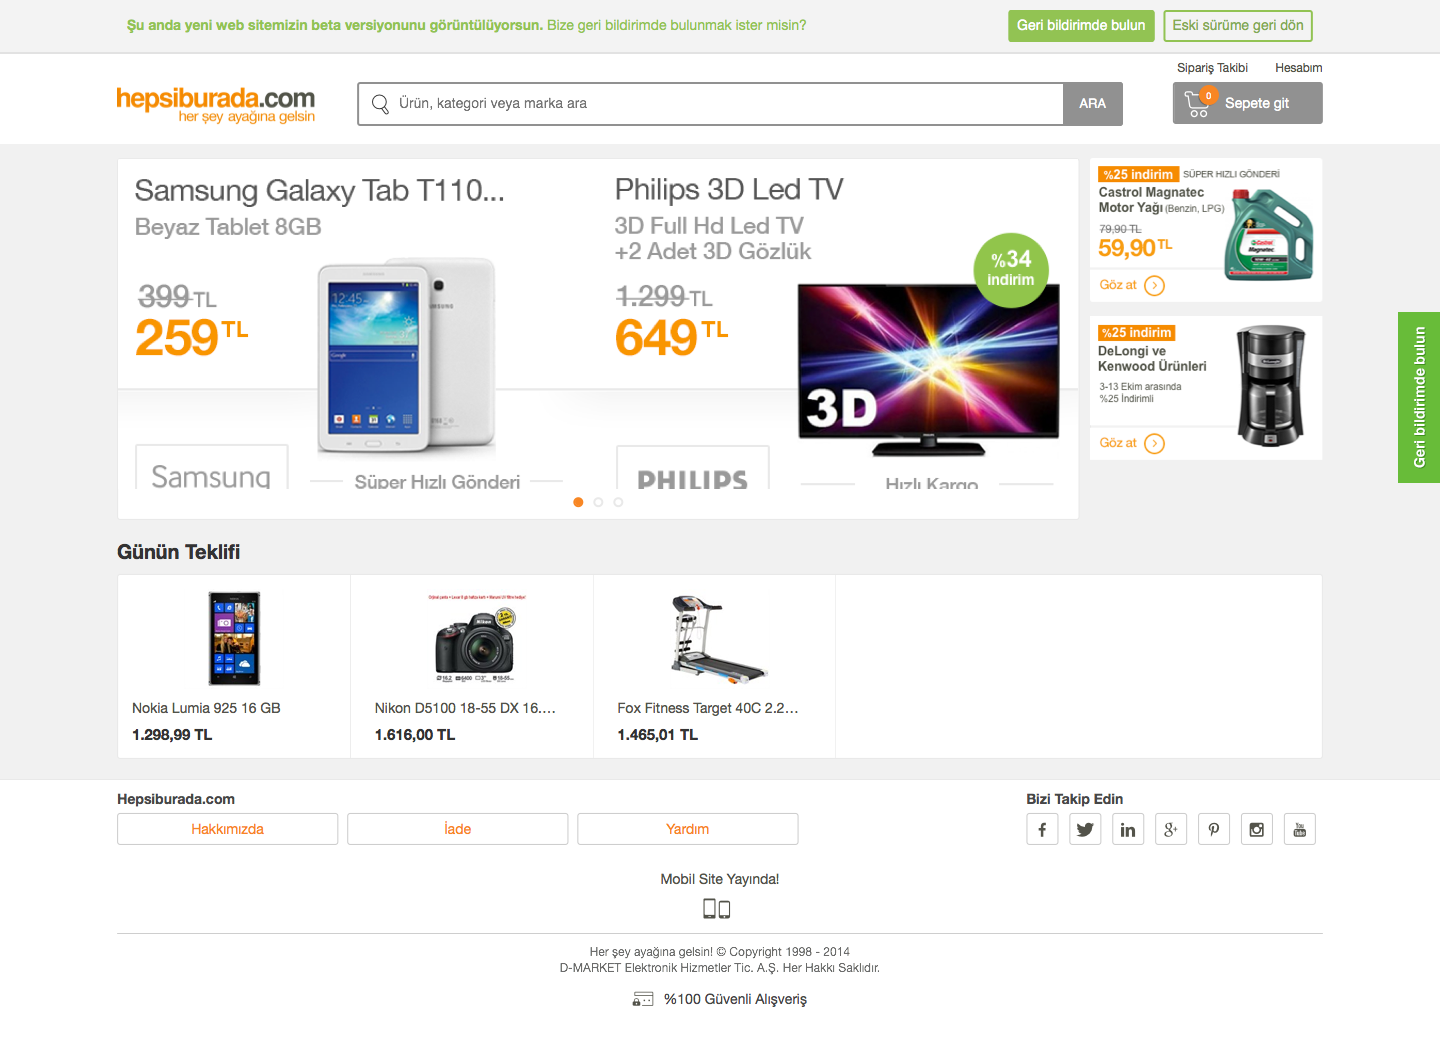 Şu anda yeni web sitemizin beta versiyonunu görüntülüyorsun. Bize geri bildirimde bulunmak ister misin?
Geri bildirimde bulun
Eski sürüme geri dön
Sipariş Takibi
Hesabım
hepsiburada.com
her şey ayağına gelsin
Ürün, kategori veya marka ara
ARA
0
Sepete git
Samsung Galaxy Tab T110...
Beyaz Tablet 8GB
399 TL
259 TL
SAMSUNG
12:45
Google
Samsung
Süper Hızlı Gönderi
Philips 3D Led TV
3D Full Hd Led TV
+2 Adet 3D Gözlük
%34
indirim
1.299 TL
649 TL
3D
PHILIPS
Hızlı Kargo
%25 indirim SÜPER HIZLI GÖNDERİ
Castrol Magnatec
Motor Yağı (Benzin, LPG)
79,90 TL
59,90 TL
Castrol
Magnatec
Göz at
%25 indirim
DeLongi ve
Kenwood Ürünleri
3-13 Ekim arasında
%25 İndirimli
Göz at
Geri bildirimde bulun
Günün Teklifi
Nikon
Nokia Lumia 925 16 GB
1.298,99 TL
Nikon D5100 18-55 DX 16....
1.616,00 TL
Fox Fitness Target 40C 2.2...
1.465,01 TL
Hepsiburada.com
Hakkımızda
İade
Yardım
Bizi Takip Edin
You
Tube
Mobil Site Yayında!
Her şey ayağına gelsin! © Copyright 1998 - 2014
D-MARKET Elektronik Hizmetler Tic. A.Ş. Her Hakkı Saklıdır.
%100 Güvenli Alışveriş